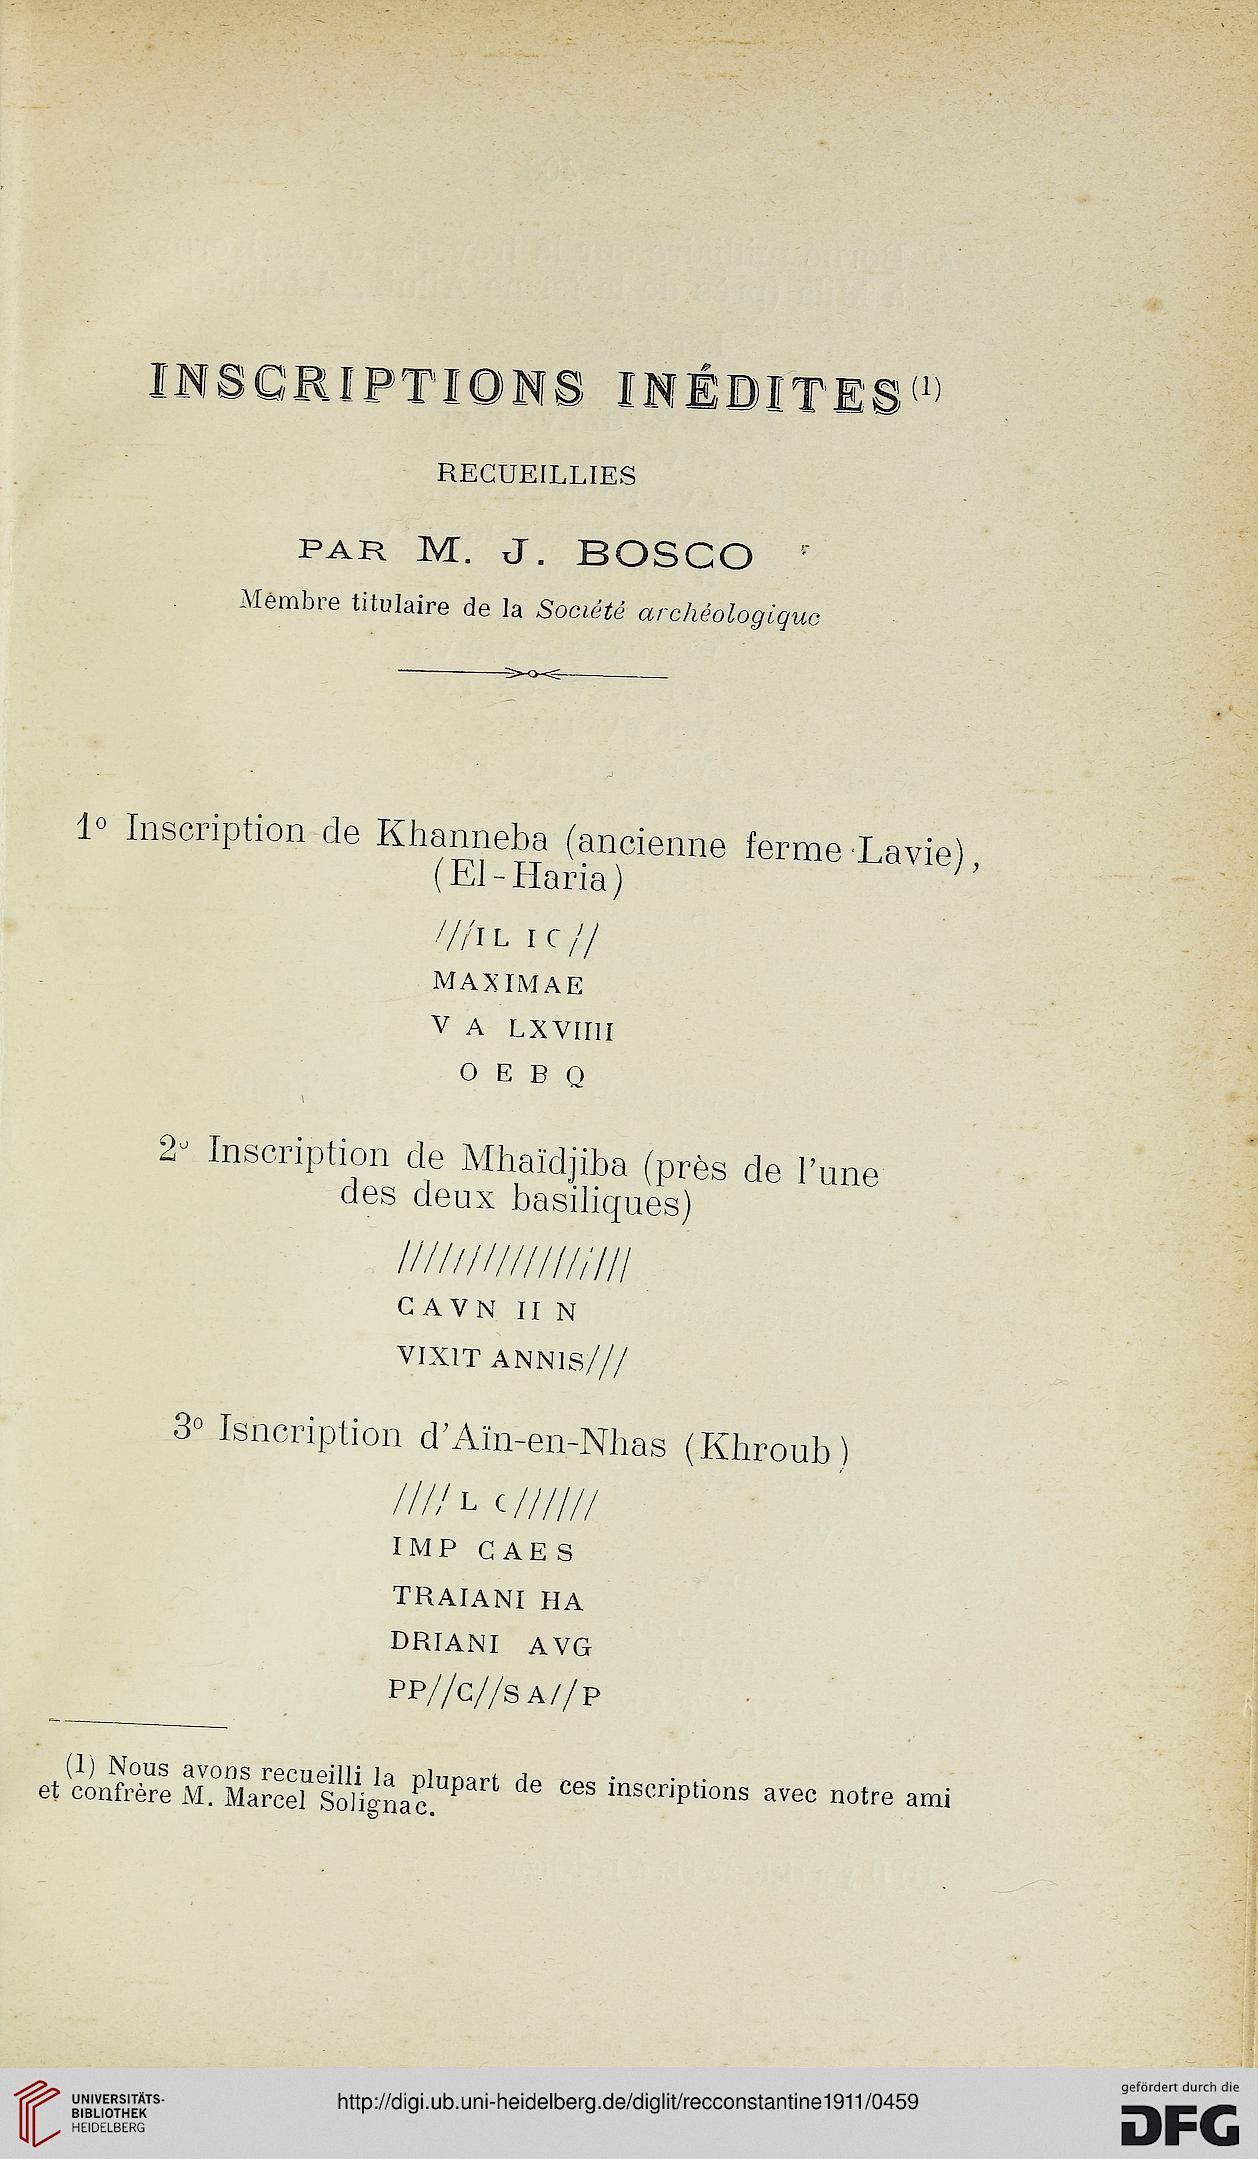 INSCRIPTIONS INÉDITES (1)
RECUEILLIES
PAR M. J. BOSCO
Membre titulaire de la Société archéologique
1º Inscription de Khanneba (ancienne ferme Lavie),
(El-Haria)
///IL IC//
MAXIMAE
V A LXVIIII
O E B Q
2º Inscription de Mhaïdjiba (près de l'une
des deux basiliques)
////////////////
CAVN II N
VIXIT ANNIS///
3º Isncription d'Aïn-en-Nhas (Khroub)
//// L C//////
IMP CAES
TRAIANI HA
DRIANI AVG
PP//C//SA//P
(1) Nous avons recueilli la plupart de ces inscriptions avec notre ami
et confrère M. Marcel Solignac.
UNIVERSITÄTS-
BIBLIOTHEK
HEIDELBERG
http://digi.ub.uni-heidelberg.de/diglit/recconstantine1911/0459
gefördert durch die
DFG